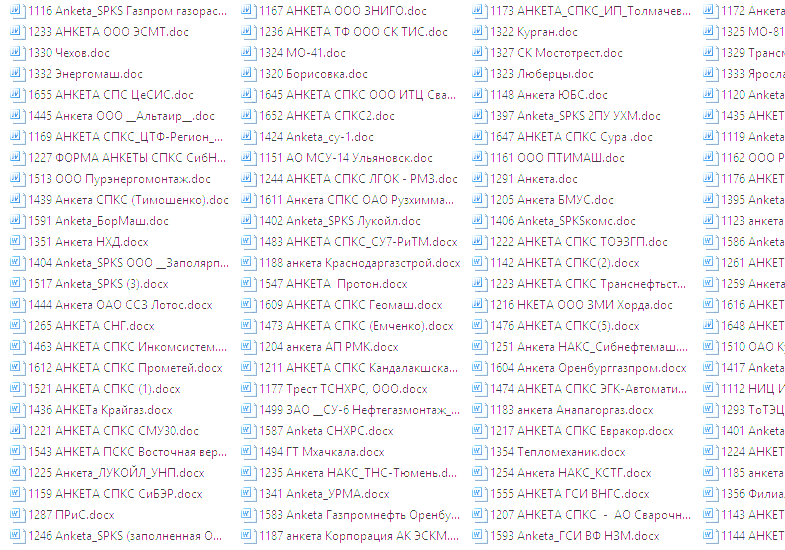 1116 Anketa_SPKS Газпром газорас...
1233 АНКЕТА ООО ЭСМТ.doc
1330 Чехов.doc
1332 Энергомаш.doc
1655 АНКЕТА СПС ЦеСИС.doc
1445 Анкета ООО __Альтаир__.doc
1169 АНКЕТА СПКС_ЦТФ-Регион_...
1227 ФОРМА АНКЕТЫ СПКС СибН...
1513 ООО Пурэнергомонтаж.doc
1439 Анкета СПКС (Тимошенко).doc
1591 Anketa_БорМаш.doc
1351 Анкета НХД.docx
1404 Anketa_SPKS ООО __Заполярп...
1517 Anketa_SPKS (3).docx
1444 Анкета ОАО ССЗ Лотос.docx
1265 АНКЕТА СНГ.docx
1463 АНКЕТА СПКС Инкомсистем....
1612 АНКЕТА СПКС Прометей.docx
1521 АНКЕТА СПКС (1).docx
1436 АНКЕТа Крайгаз.docx
1221 АНКЕТА СПКС СМУ30.doc
1543 АНКЕТА ПСКС Восточная вер...
1225 Анкета_ЛУКОЙЛ_УНП.docx
1159 АНКЕТА СПКС СиБЭР.docx
1287 ПРиС.docx
1246 Anketa_SPKS (заполненная О...
1167 АНКЕТА ООО ЗНИГО.doc
1236 АНКЕТА ТФ ООО СК ТИС.doc
1324 МО-41.doc
1320 Борисовка.doc
1645 АНКЕТА СПКС ООО ИТЦ Сва...
1652 АНКЕТА СПКС2.doc
1424 Anketa_су-1.doc
1151 АО МСУ-14 Ульяновск.doc
1244 АНКЕТА СПКС ЛГОК - РМЗ.doc
1611 Анкета СПКС ОАО Рузхимма...
1402 Anketa_SPKS Лукойл.doc
1483 АНКЕТА СПКС_СУ7-РиТМ.docx
1188 анкета Краснодаргазстрой.docx
1547 АНКЕТА  Протон.docx
1609 АНКЕТА СПКС Геомаш.docx
1473 АНКЕТА СПКС (Емченко).docx
1204 анкета АП РМК.docx
1211 АНКЕТА СПКС Кандалакшска...
1177 Трест ТСНХРС, ООО.docx
1499 ЗАО __СУ-6 Нефтегазмонтаж_...
1587 Anketa СНХРС.docx
1494 ГТ Мхачкала.docx
1235 Анкета НАКС_ТНС-Тюмень.d...
1341 Anketa_УРМА.docx
1583 Anketa Газпромнефть Оренбу...
1187 анкета Корпорация АК ЭСКМ....
1173 АНКЕТА_СПКС_ИП_Толмачев...
1322 Курган.doc
1327 СК Мостотрест.doc
1323 Люберцы.doc
1148 Анкета ЮБС.doc
1397 Anketa_SPKS 2ПУ УХМ.doc
1647 АНКЕТА СПКС Сура .doc
1161 ООО ПТИМАШ.doc
1291 Анкета.doc
1205 Анкета БМУС.doc
1406 Anketa_SPKSкомс.doc
1222 АНКЕТА СПКС ТОЭЗГП.doc
1142 АНКЕТА СПКС(2).docx
1223 АНКЕТА СПКС Транснефтьст...
1216 НКЕТА ООО ЗМИ Хорда.doc
1476 АНКЕТА СПКС(5).docx
1251 Анкета НАКС_Сибнефтемаш....
1604 Анкета Оренбурггазпром.docx
1474 АНКЕТА СПКС ЭГК-Автомати...
1183 анкета Анапагоргаз.docx
1217 АНКЕТА СПКС Евракор.docx
1354 Тепломеханик.docx
1254 Анкета НАКС_КСТГ.docx
1555 АНКЕТА ГСИ ВНГС.docx
1207 АНКЕТА СПКС  -  АО Сварочн...
1593 Anketa_ГСИ ВФ НЗМ.docx
1172 Анкета
1325 МО-81
1329 Трансм
1333 Яросла
1120 Anketa
1435 АНКЕТ
1119 Anketa
1162 ООО Р
1176 АНКЕТ
1395 Anketa
1123 анкета
1586 Anketa
1261 АНКЕТ
1259 Анкета
1616 АНКЕТ
1648 АНКЕТ
1510 ОАО К
1417 Anketa
1112 НИЦ И
1293 ТоТЭЦ
1401 Anketa
1224 АНКЕТ
1185 анкета
1356 Филиа
1143 АНКЕТ
1144 АНКЕТ